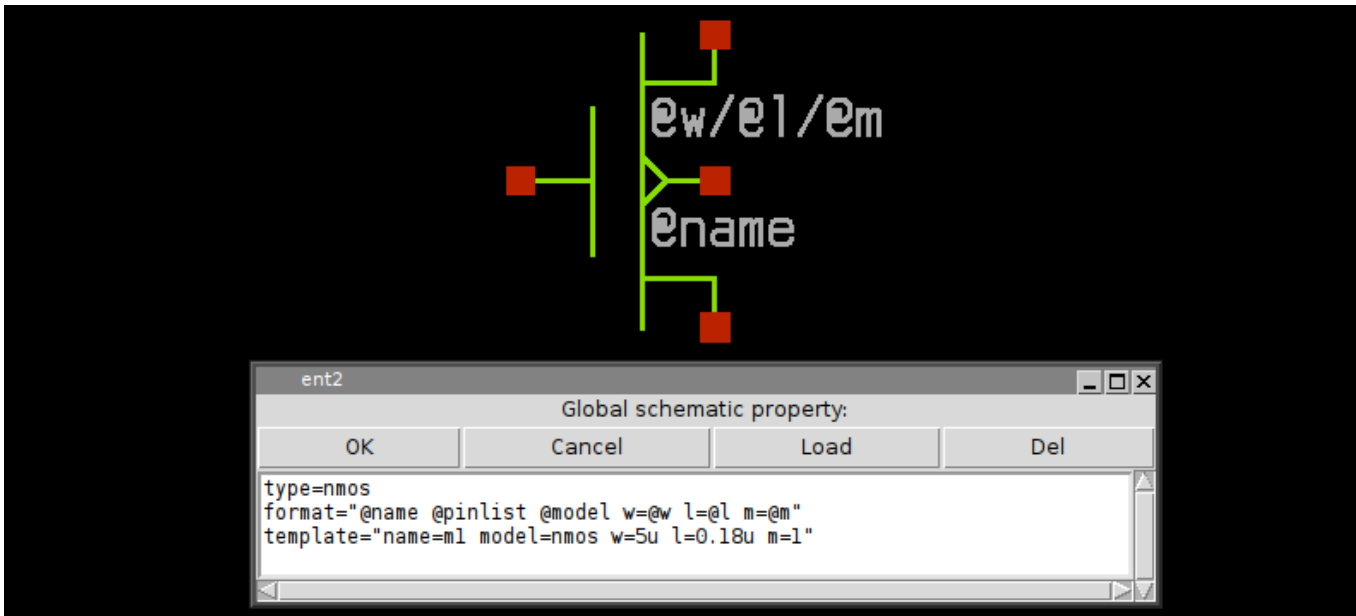 @w/@l/@m
@name
ent2
Global schematic property:
OK Cancel Load Del
type=nmos
format="@name @pinlist @model w=@w l=@l m=@m"
template="name=m1 model=nmos w=5u l=0.18u m=1"